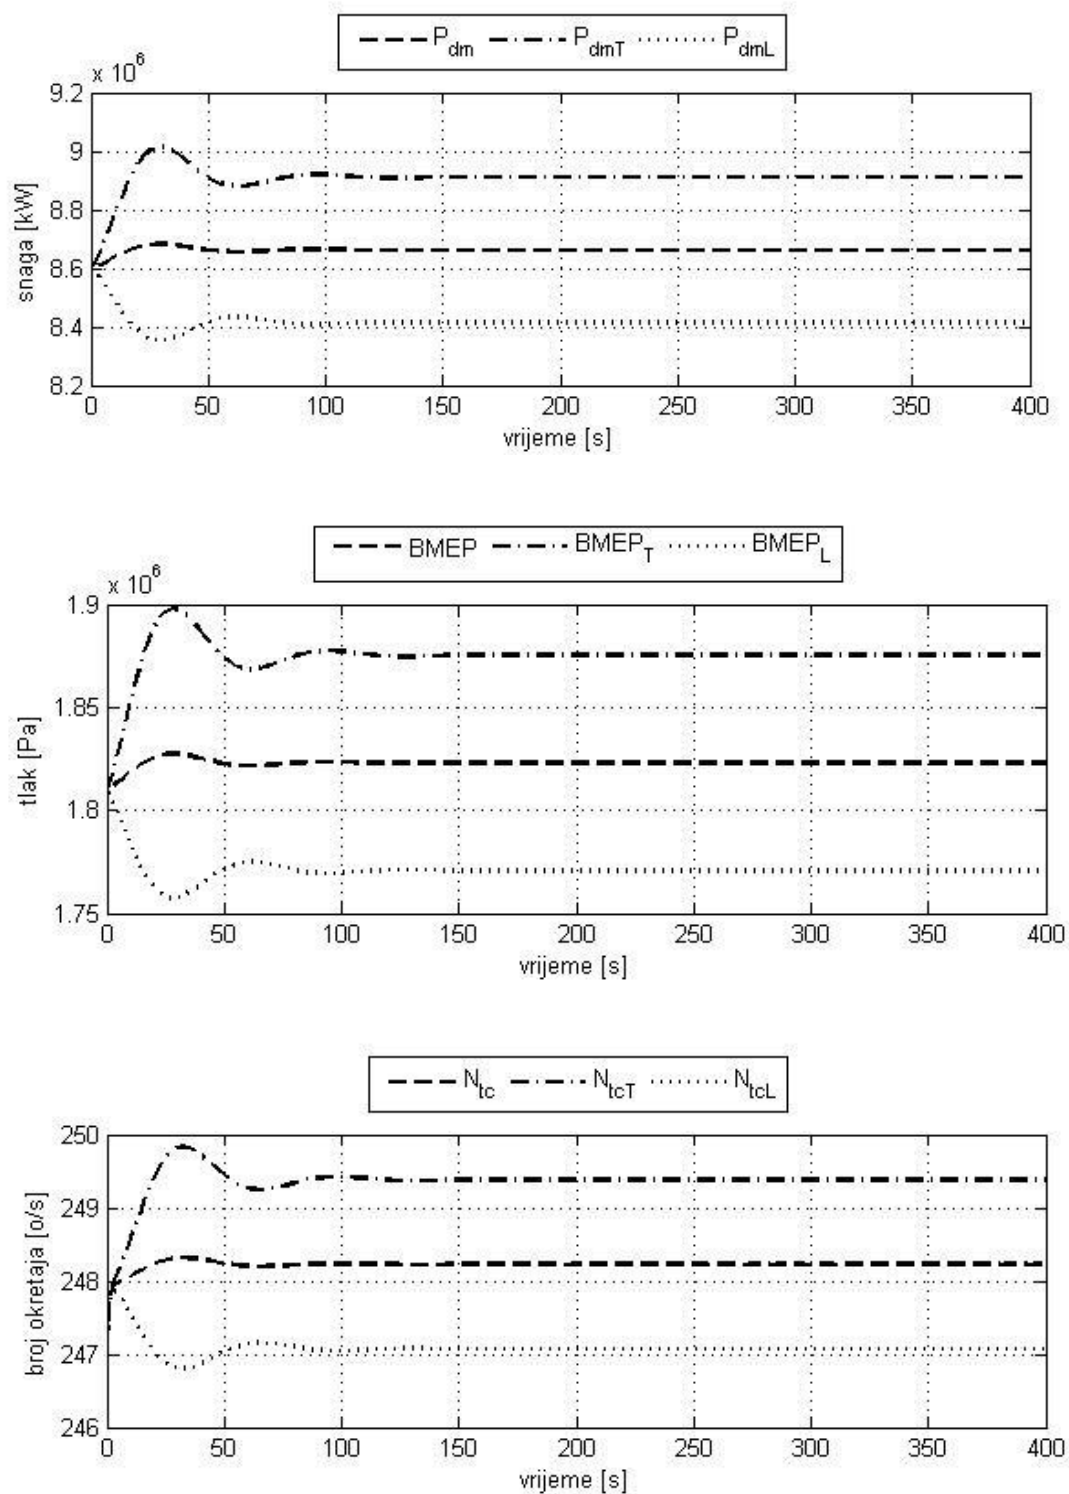 P_dm P_dmT P_dmL
x 10^6
9.2
9
8.8
8.6
8.4
8.2
snaga [kW]
0 50 100 150 200 250 300 350 400
vrijeme [s]
BMEP BMEP_T BMEP_L
x 10^6
1.9
1.85
1.8
1.75
tlak [Pa]
0 50 100 150 200 250 300 350 400
vrijeme [s]
N_tc N_tcT N_tcL
250
249
248
247
246
broj okretaja [o/s]
0 50 100 150 200 250 300 350 400
vrijeme [s]